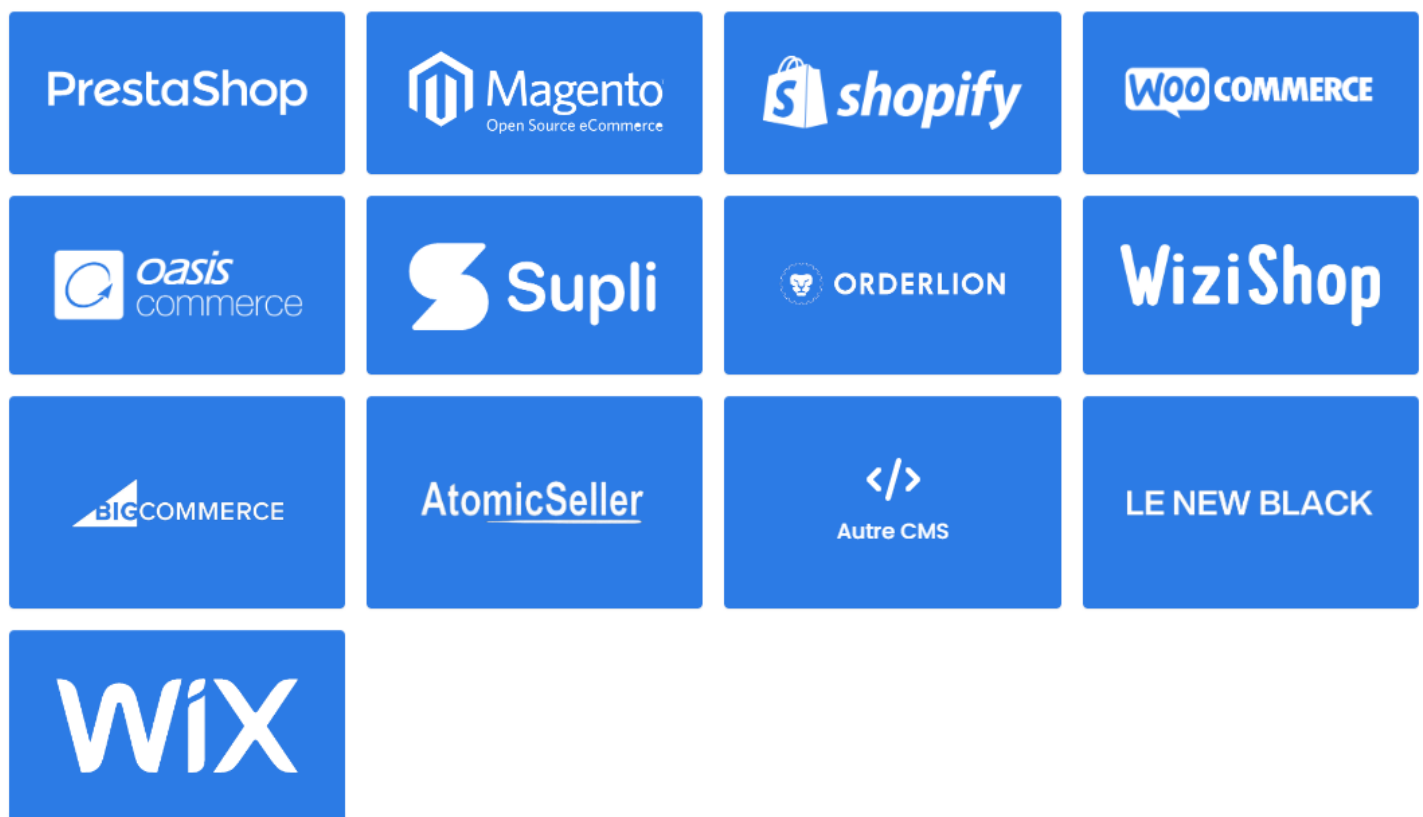 PrestaShop
Magento
Open Source eCommerce
S shopify
WOO COMMERCE
oasis
commerce
Supli
ORDERLION
WiziShop
BIGCOMMERCE
AtomicSeller
</>
Autre CMS
LE NEW BLACK
WiX